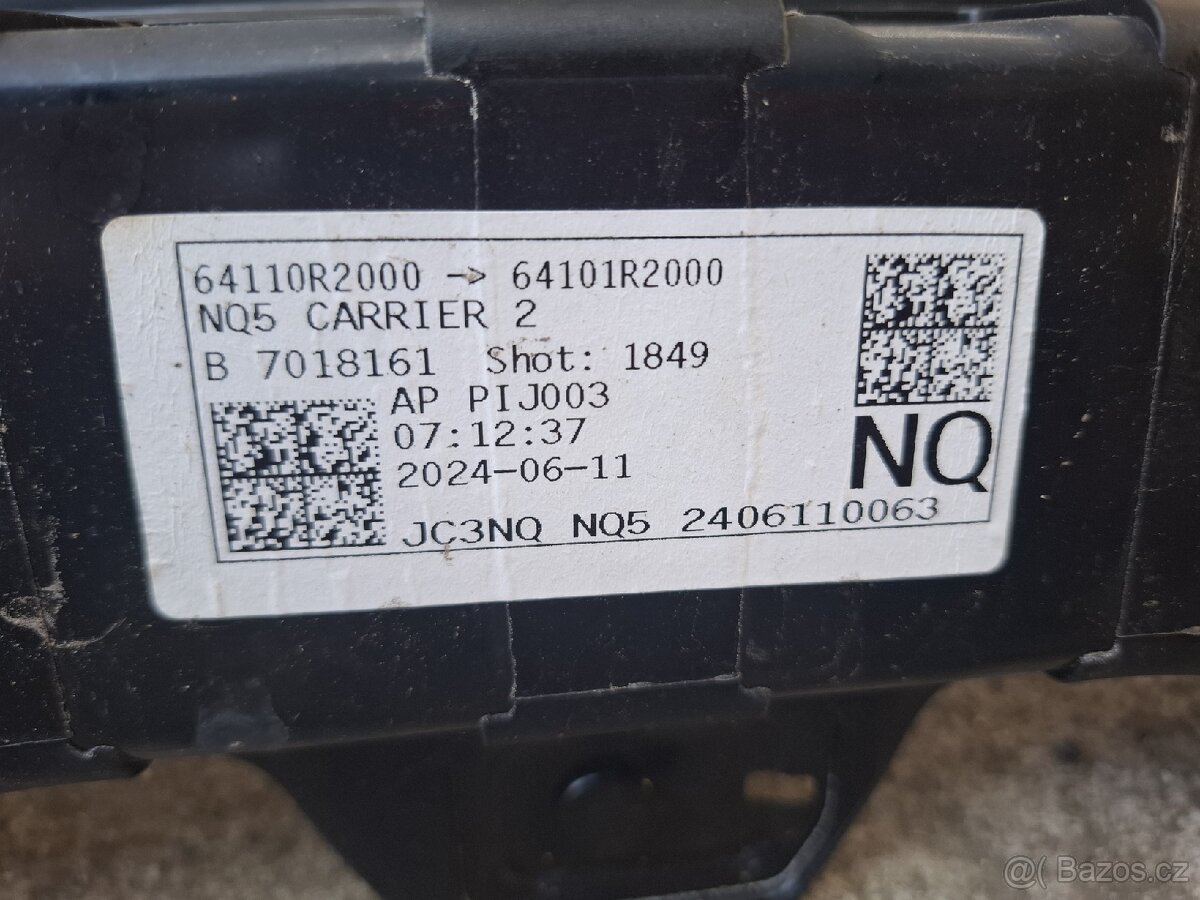 64110R2000 -> 64101R2000
NQ5 CARRIER 2
B 7018161 Shot: 1849
AP PIJ003
07:12:37
2024-06-11
NQ
JC3NQ NQ5 2406110063
@( Bazos.cz